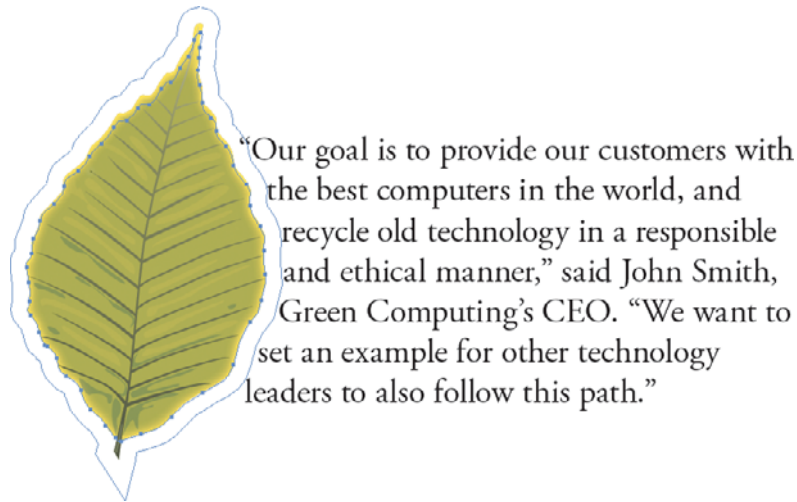 “Our goal is to provide our customers with
the best computers in the world, and
recycle old technology in a responsible
and ethical manner,” said John Smith,
Green Computing’s CEO. “We want to
set an example for other technology
leaders to also follow this path.”